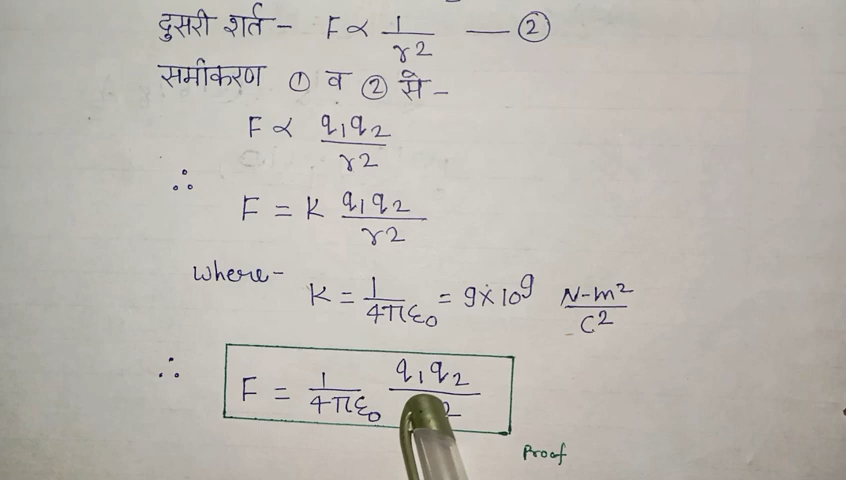 दुसरी शर्त - F ∝ 1/r2 — ②
समीकरण ① व ② से -
F ∝ q1q2/r2
∴ F = K q1q2/r2
Where - K = 1/4πε0 = 9×10^9 N-m²/C²
∴ F = 1/4πε0 q1q2/ 2
Proof